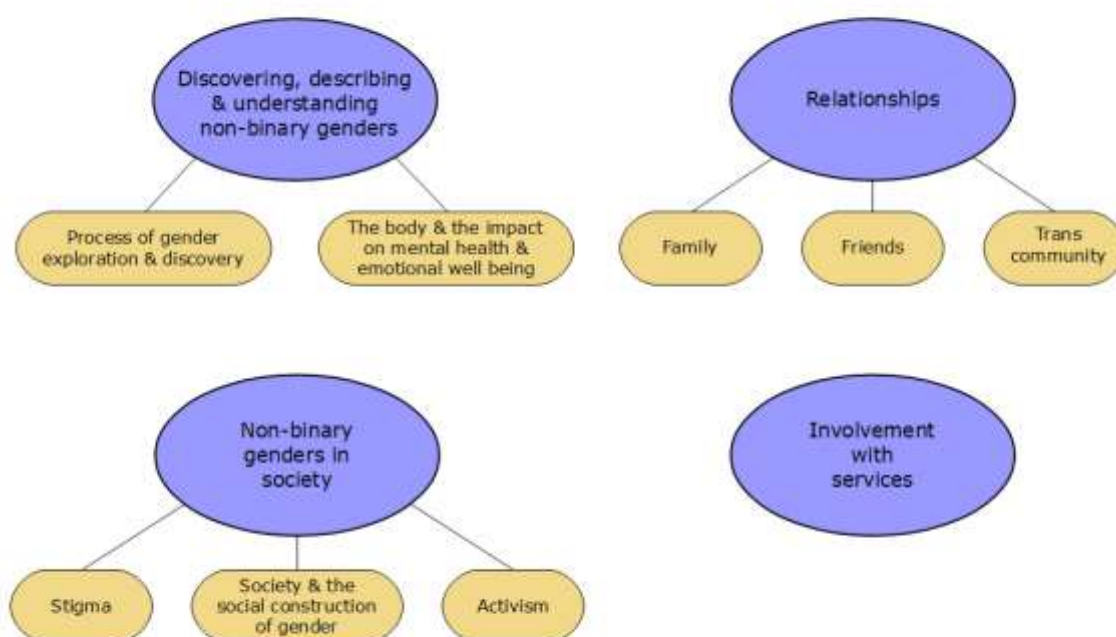 Discovering, describing
& understanding
non-binary genders
Process of gender
exploration & discovery
The body & the impact
on mental health &
emotional well being
Relationships
Family
Friends
Trans
community
Non-binary
genders in
society
Stigma
Society & the
social construction
of gender
Activism
Involvement
with
services